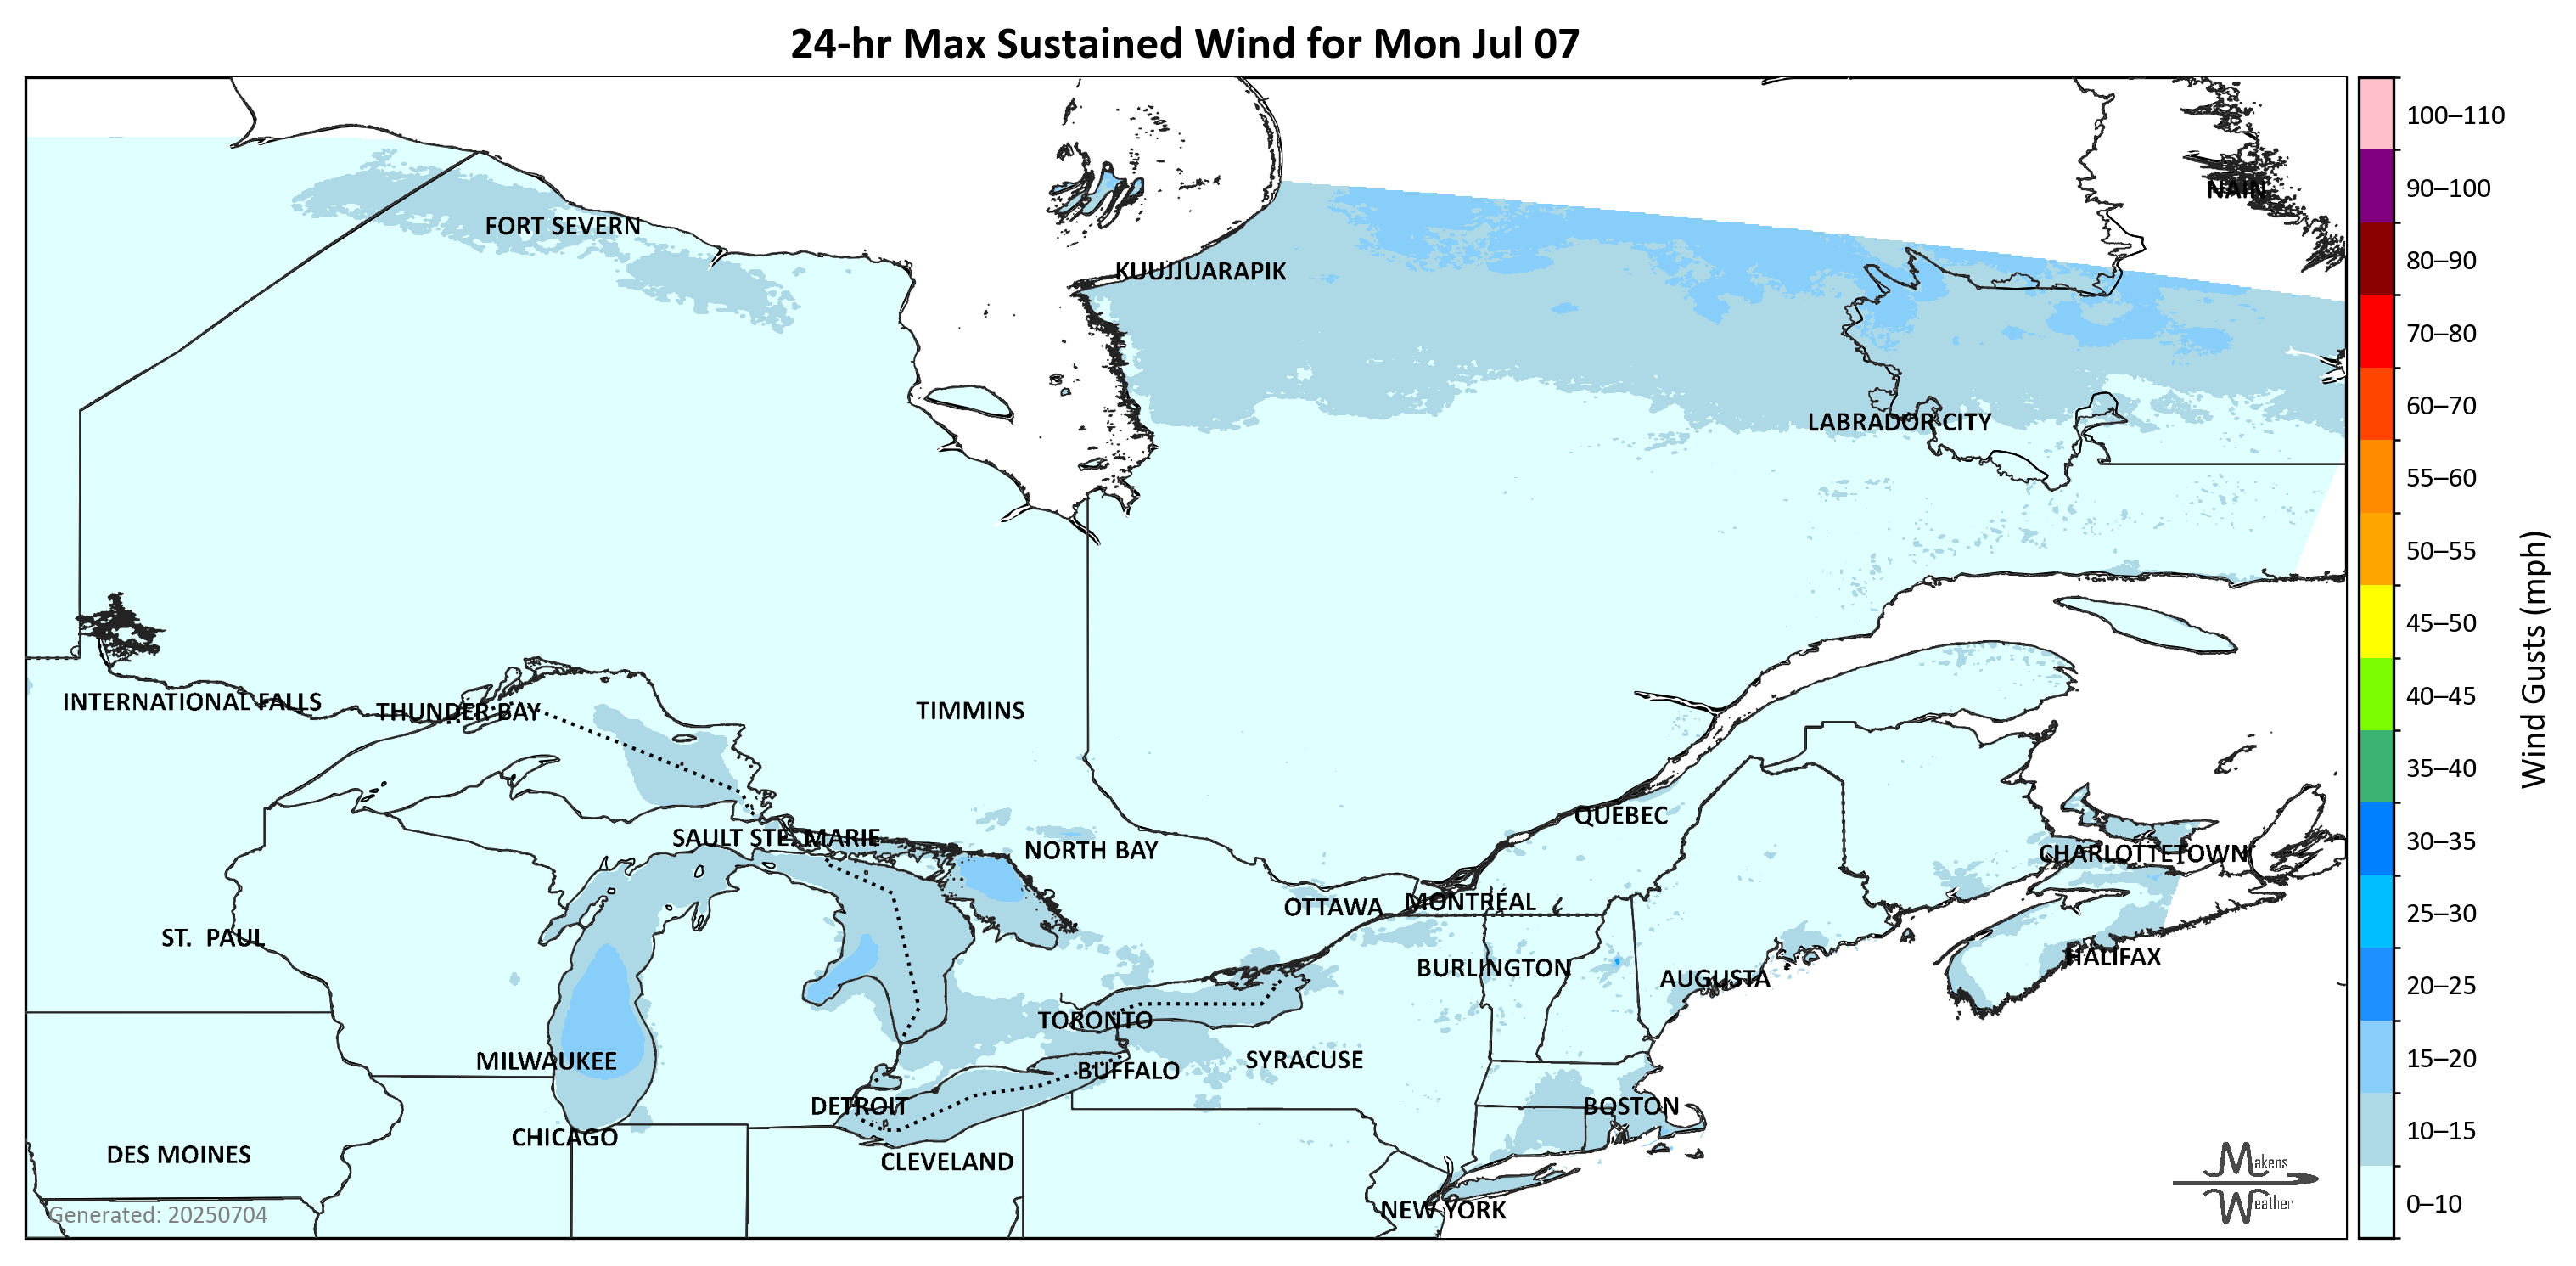 24-hr Max Sustained Wind for Mon Jul 07
100–110
90–100
NAIN
FORT SEVERN
80–90
KUUJJUARAPIK
70–80
60–70
LABRADOR CITY
55–60
50–55
45–50
Wind Gusts (mph)
INTERNATIONAL FALLS
THUNDER BAY
TIMMINS
40–45
35–40
QUEBEC
SAULT STE. MARIE
NORTH BAY
CHARLOTTETOWN
30–35
OTTAWA
MONTRÉAL
25–30
ST. PAUL
HALIFAX
BURLINGTON
AUGUSTA
20–25
TORONTO
MILWAUKEE
BUFFALO
SYRACUSE
15–20
DETROIT
BOSTON
CHICAGO
10–15
DES MOINES
CLEVELAND
Makens
Weather
NEW YORK
0–10
Generated: 20250704